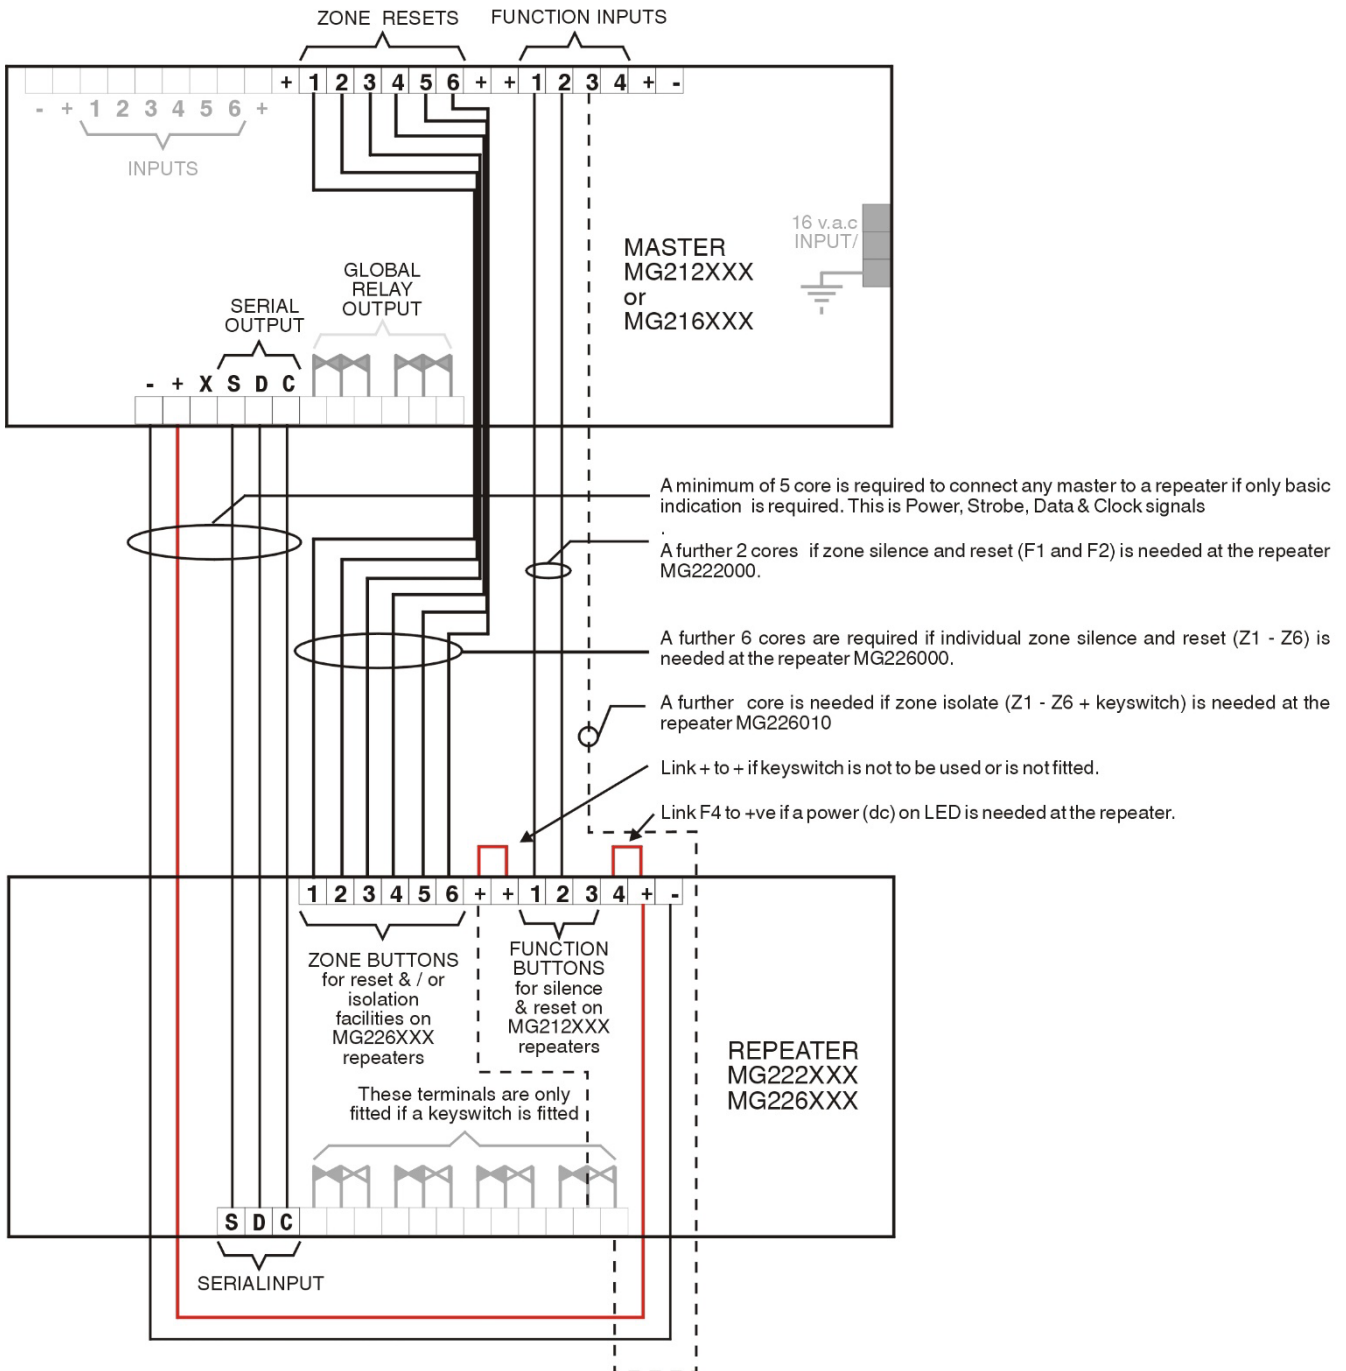 ZONE RESETS FUNCTION INPUTS
+ 1 2 3 4 5 6 + + 1 2 3 4 + -
- + 1 2 3 4 5 6 +
INPUTS
16 v.a.c
INPUT/
MASTER
MG212XXX
or
MG216XXX
GLOBAL
RELAY
OUTPUT
SERIAL
OUTPUT
- + X S D C
A minimum of 5 core is required to connect any master to a repeater if only basic
indication is required. This is Power, Strobe, Data & Clock signals
.
A further 2 cores if zone silence and reset (F1 and F2) is needed at the repeater
MG222000.
A further 6 cores are required if individual zone silence and reset (Z1 - Z6) is
needed at the repeater MG226000.
A further core is needed if zone isolate (Z1 - Z6 + keyswitch) is needed at the
repeater MG226010
Link + to + if keyswitch is not to be used or is not fitted.
Link F4 to +ve if a power (dc) on LED is needed at the repeater.
1 2 3 4 5 6 + + 1 2 3 4 + -
ZONE BUTTONS
for reset & / or
isolation
facilities on
MG226XXX
repeaters
FUNCTION
BUTTONS
for silence
& reset on
MG212XXX
repeaters
REPEATER
MG222XXX
MG226XXX
These terminals are only
fitted if a keyswitch is fitted
S D C
SERIALINPUT